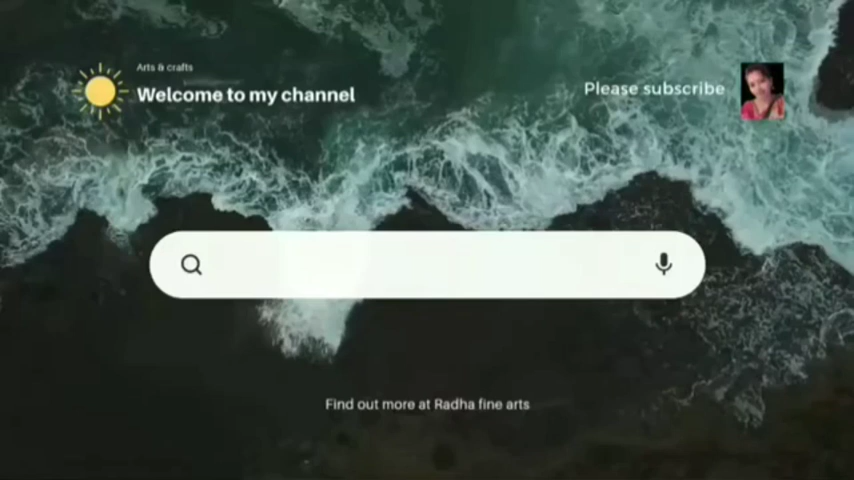 Arts & crafts
Welcome to my channel
Please subscribe
Find out more at Radha fine arts